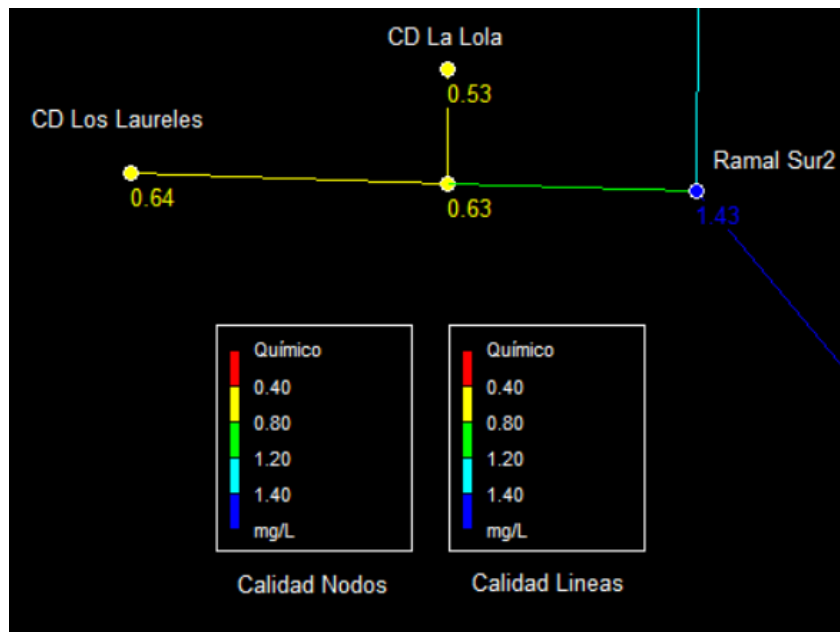 CD La Lola
0.53
CD Los Laureles
Ramal Sur2
0.64
0.63
1.43
Químico
0.40
0.80
1.20
1.40
mg/L
Calidad Nodos
Químico
0.40
0.80
1.20
1.40
mg/L
Calidad Lineas